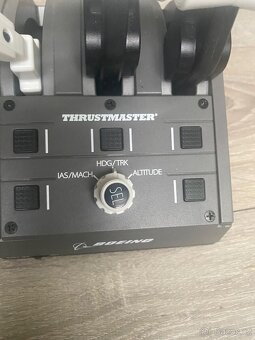 THRUSTMASTER
HDG/TRK
IAS/MACH
ALTITUDE
SEL
BOEING